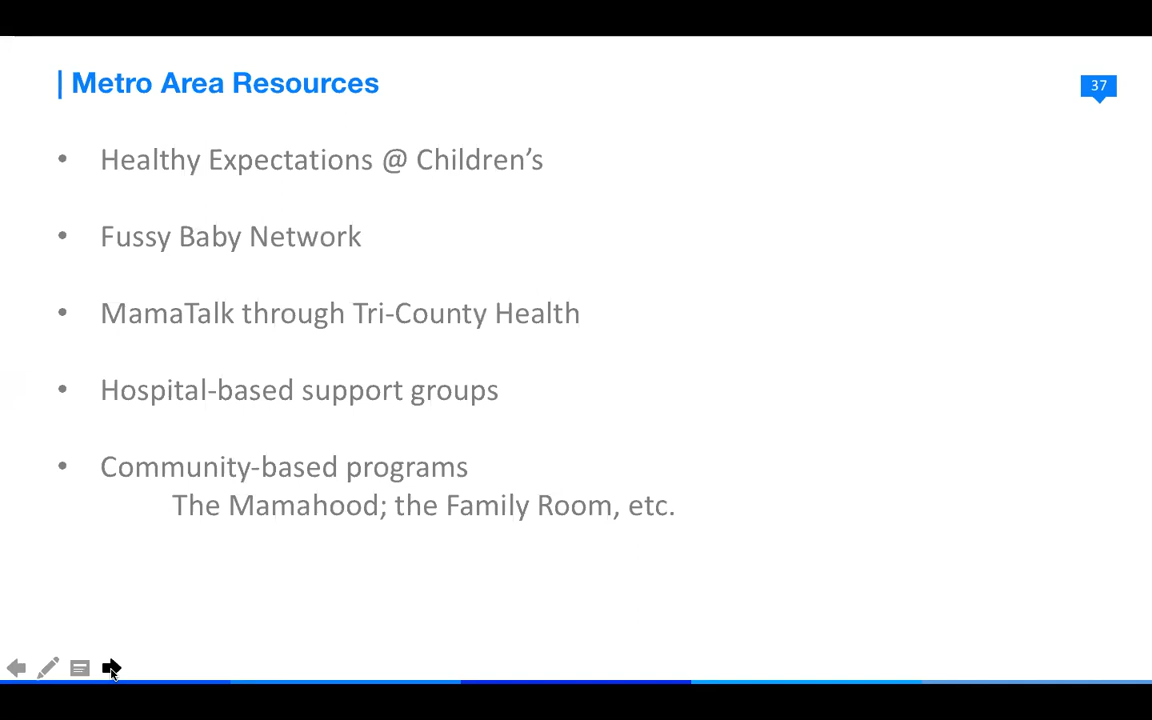 | Metro Area Resources
37
• Healthy Expectations @ Children’s
• Fussy Baby Network
• MamaTalk through Tri-County Health
• Hospital-based support groups
• Community-based programs
The Mamahood; the Family Room, etc.